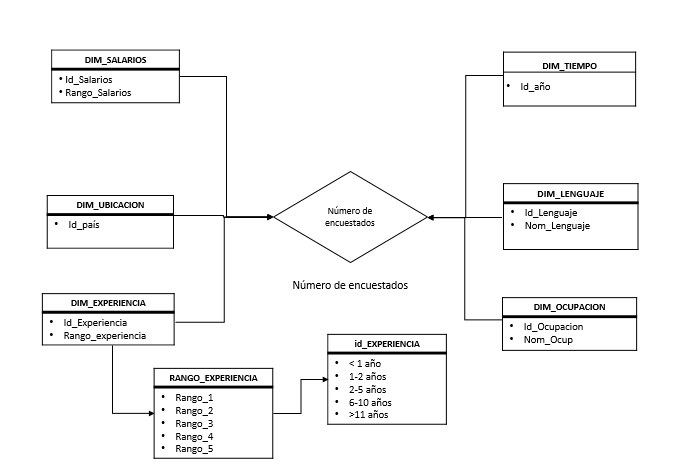 DIM_SALARIOS
• Id_Salarios
• Rango_Salarios
DIM_TIEMPO
• Id_año
DIM_UBICACION
• Id_país
Número de
encuestados
DIM_LENGUAJE
• Id_Lenguaje
• Nom_Lenguaje
Número de encuestados
DIM_EXPERIENCIA
• Id_Experiencia
• Rango_experiencia
DIM_OCUPACION
• Id_Ocupacion
• Nom_Ocup
RANGO_EXPERIENCIA
• Rango_1
• Rango_2
• Rango_3
• Rango_4
• Rango_5
id_EXPERIENCIA
• < 1 año
• 1-2 años
• 2-5 años
• 6-10 años
• >11 años